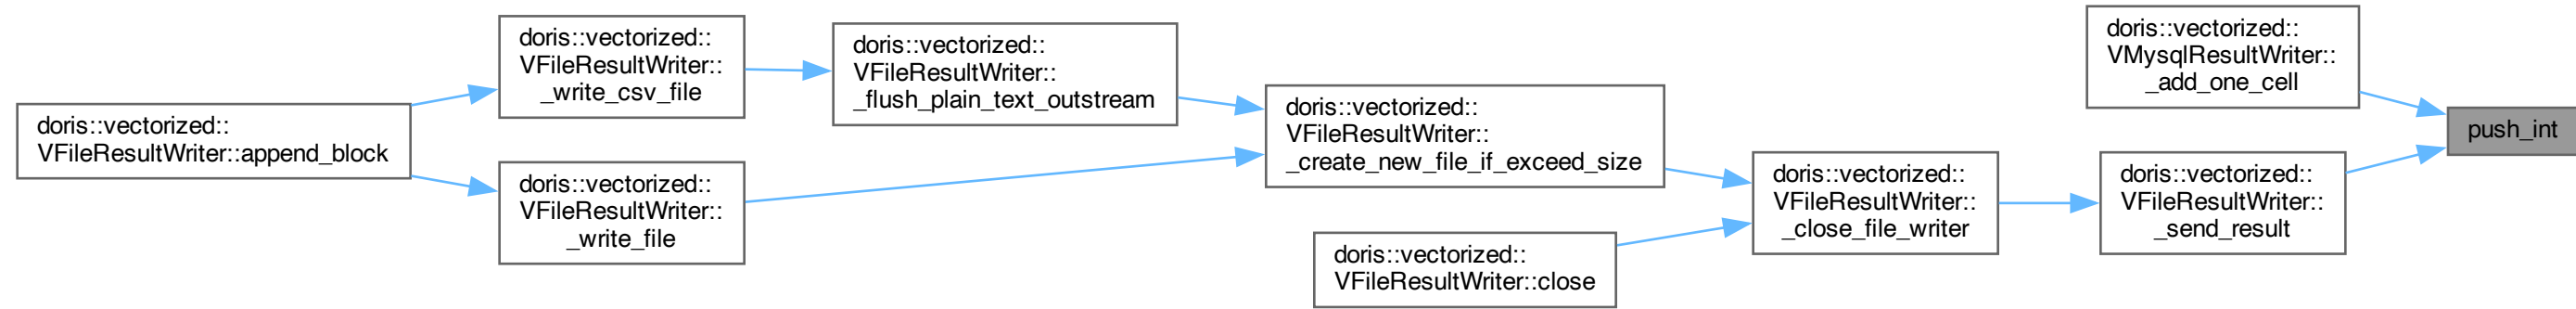 doris::vectorized::
VFileResultWriter::append_block
doris::vectorized::
VFileResultWriter::
_write_csv_file
doris::vectorized::
VFileResultWriter::
_write_file
doris::vectorized::
VFileResultWriter::
_flush_plain_text_outstream
doris::vectorized::
VFileResultWriter::
_create_new_file_if_exceed_size
doris::vectorized::
VFileResultWriter::close
doris::vectorized::
VFileResultWriter::
_close_file_writer
doris::vectorized::
VMysqlResultWriter::
_add_one_cell
doris::vectorized::
VFileResultWriter::
_send_result
push_int